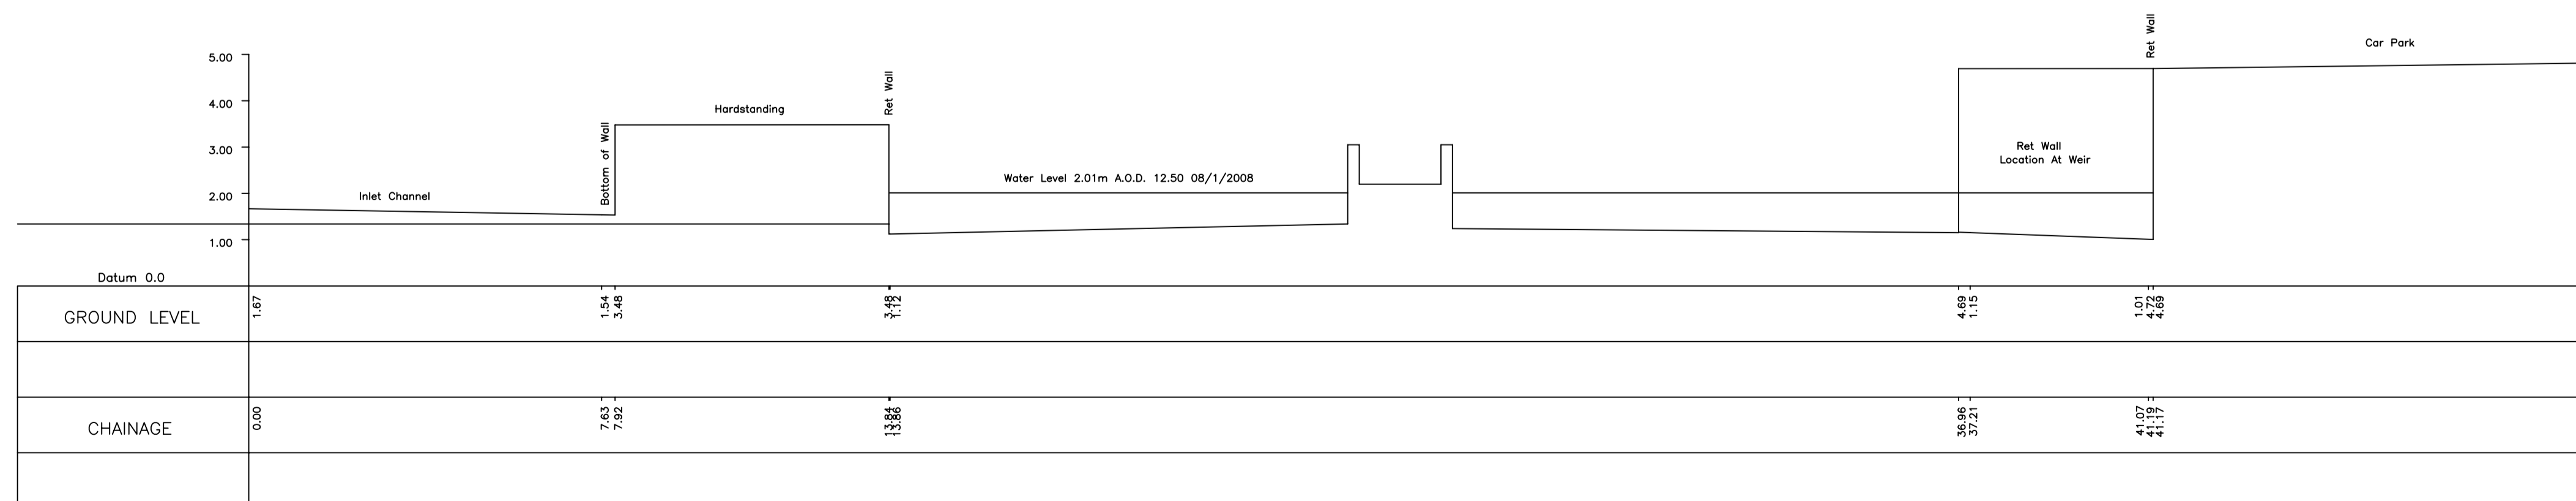 Ret Wall
Car Park
5.00
4.00
3.00
2.00
1.00
Hardstanding
Ret Wall
Bottom of Wall
Inlet Channel
Water Level 2.01m A.O.D. 12.50 08/1/2008
Ret Wall
Location At Weir
Datum 0.0
GROUND LEVEL
1.67
1.54
3.48
3.48
1.12
4.69
1.15
1.01
4.72
4.69
CHAINAGE
0.00
7.63
7.92
13.84
13.86
36.96
37.21
41.07
41.19
41.17